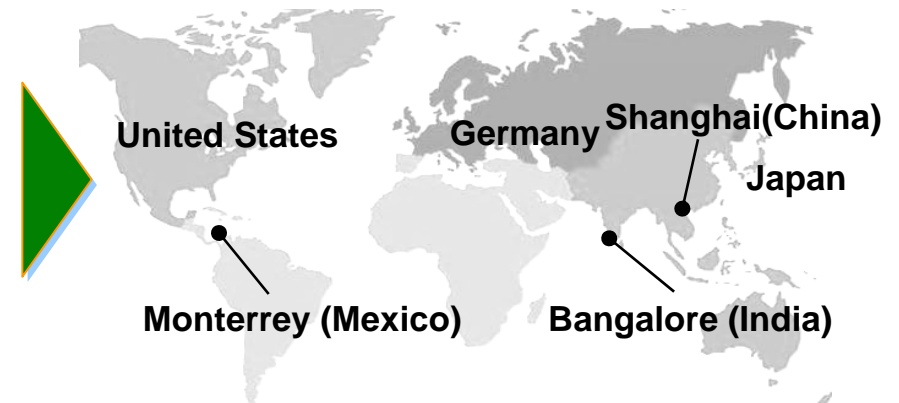 United States
Germany
Shanghai(China)
Japan
Monterrey (Mexico)
Bangalore (India)